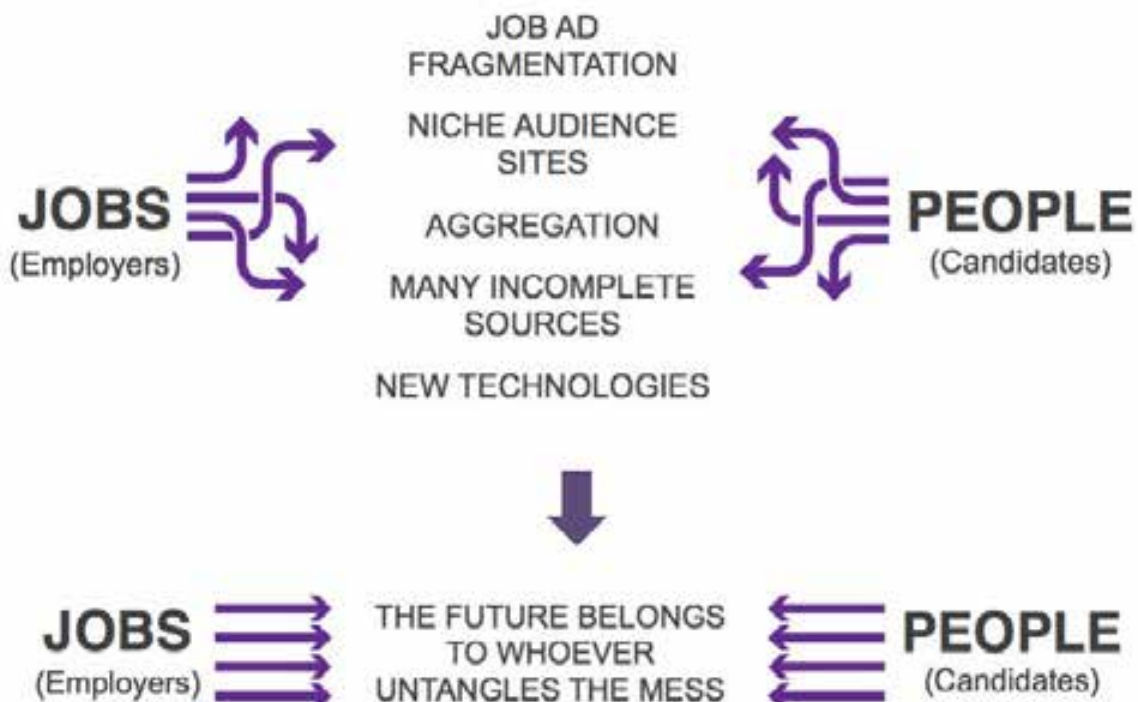 JOB AD
FRAGMENTATION
NICHE AUDIENCE
SITES
JOBS
(Employers)
AGGREGATION
PEOPLE
(Candidates)
MANY INCOMPLETE
SOURCES
NEW TECHNOLOGIES
JOBS
(Employers)
THE FUTURE BELONGS
TO WHOEVER
UNTANGLES THE MESS
PEOPLE
(Candidates)